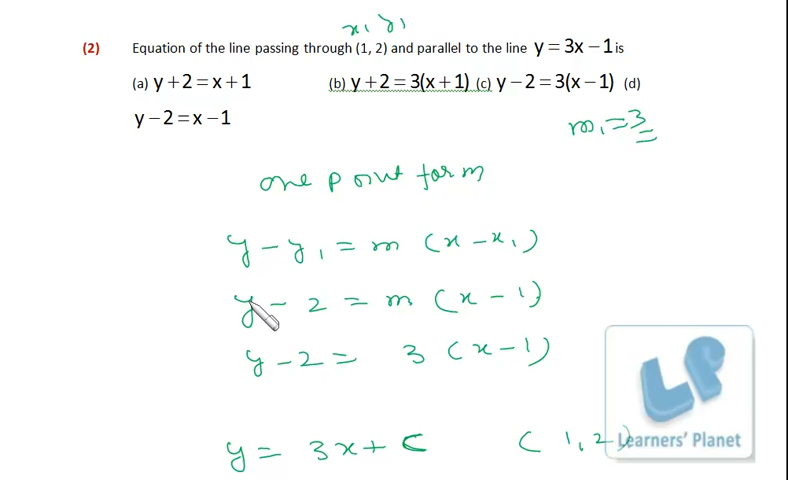 x₁ y₁
(2) Equation of the line passing through (1, 2) and parallel to the line y = 3x − 1 is
(a) y + 2 = x + 1 (b) y + 2 = 3(x + 1) (c) y − 2 = 3(x − 1) (d)
y − 2 = x − 1
m₁ = 3
one point form
y − y₁ = m (x − x₁)
y − 2 = m (x − 1)
y − 2 = 3 (x − 1)
y = 3x + c (1, 2)
LP
Learners' Planet